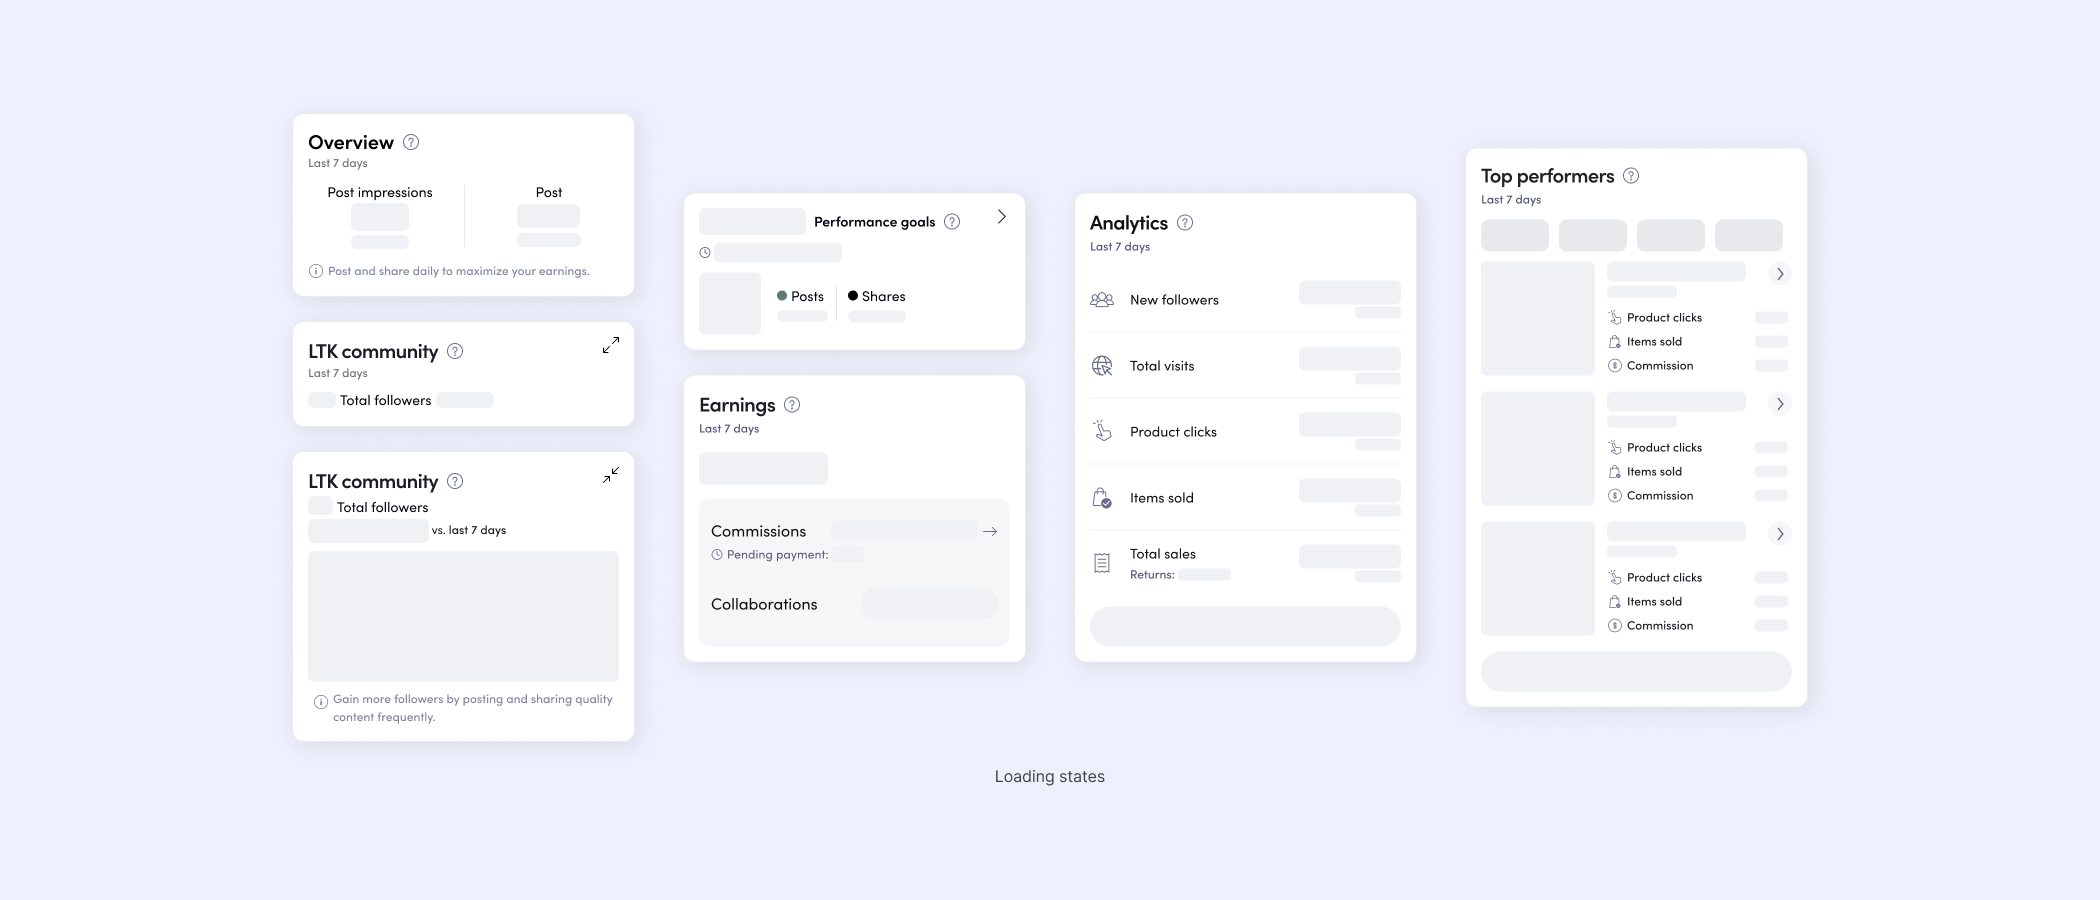 Overview
Last 7 days
Post impressions
Post
Post and share daily to maximize your earnings.
LTK community
Last 7 days
Total followers
LTK community
Total followers
vs. last 7 days
Gain more followers by posting and sharing quality
content frequently.
Performance goals
Posts
Shares
Earnings
Last 7 days
Commissions
Pending payment:
Collaborations
Analytics
Last 7 days
New followers
Total visits
Product clicks
Items sold
Total sales
Returns:
Top performers
Last 7 days
Product clicks
Items sold
Commission
Product clicks
Items sold
Commission
Product clicks
Items sold
Commission
Loading states